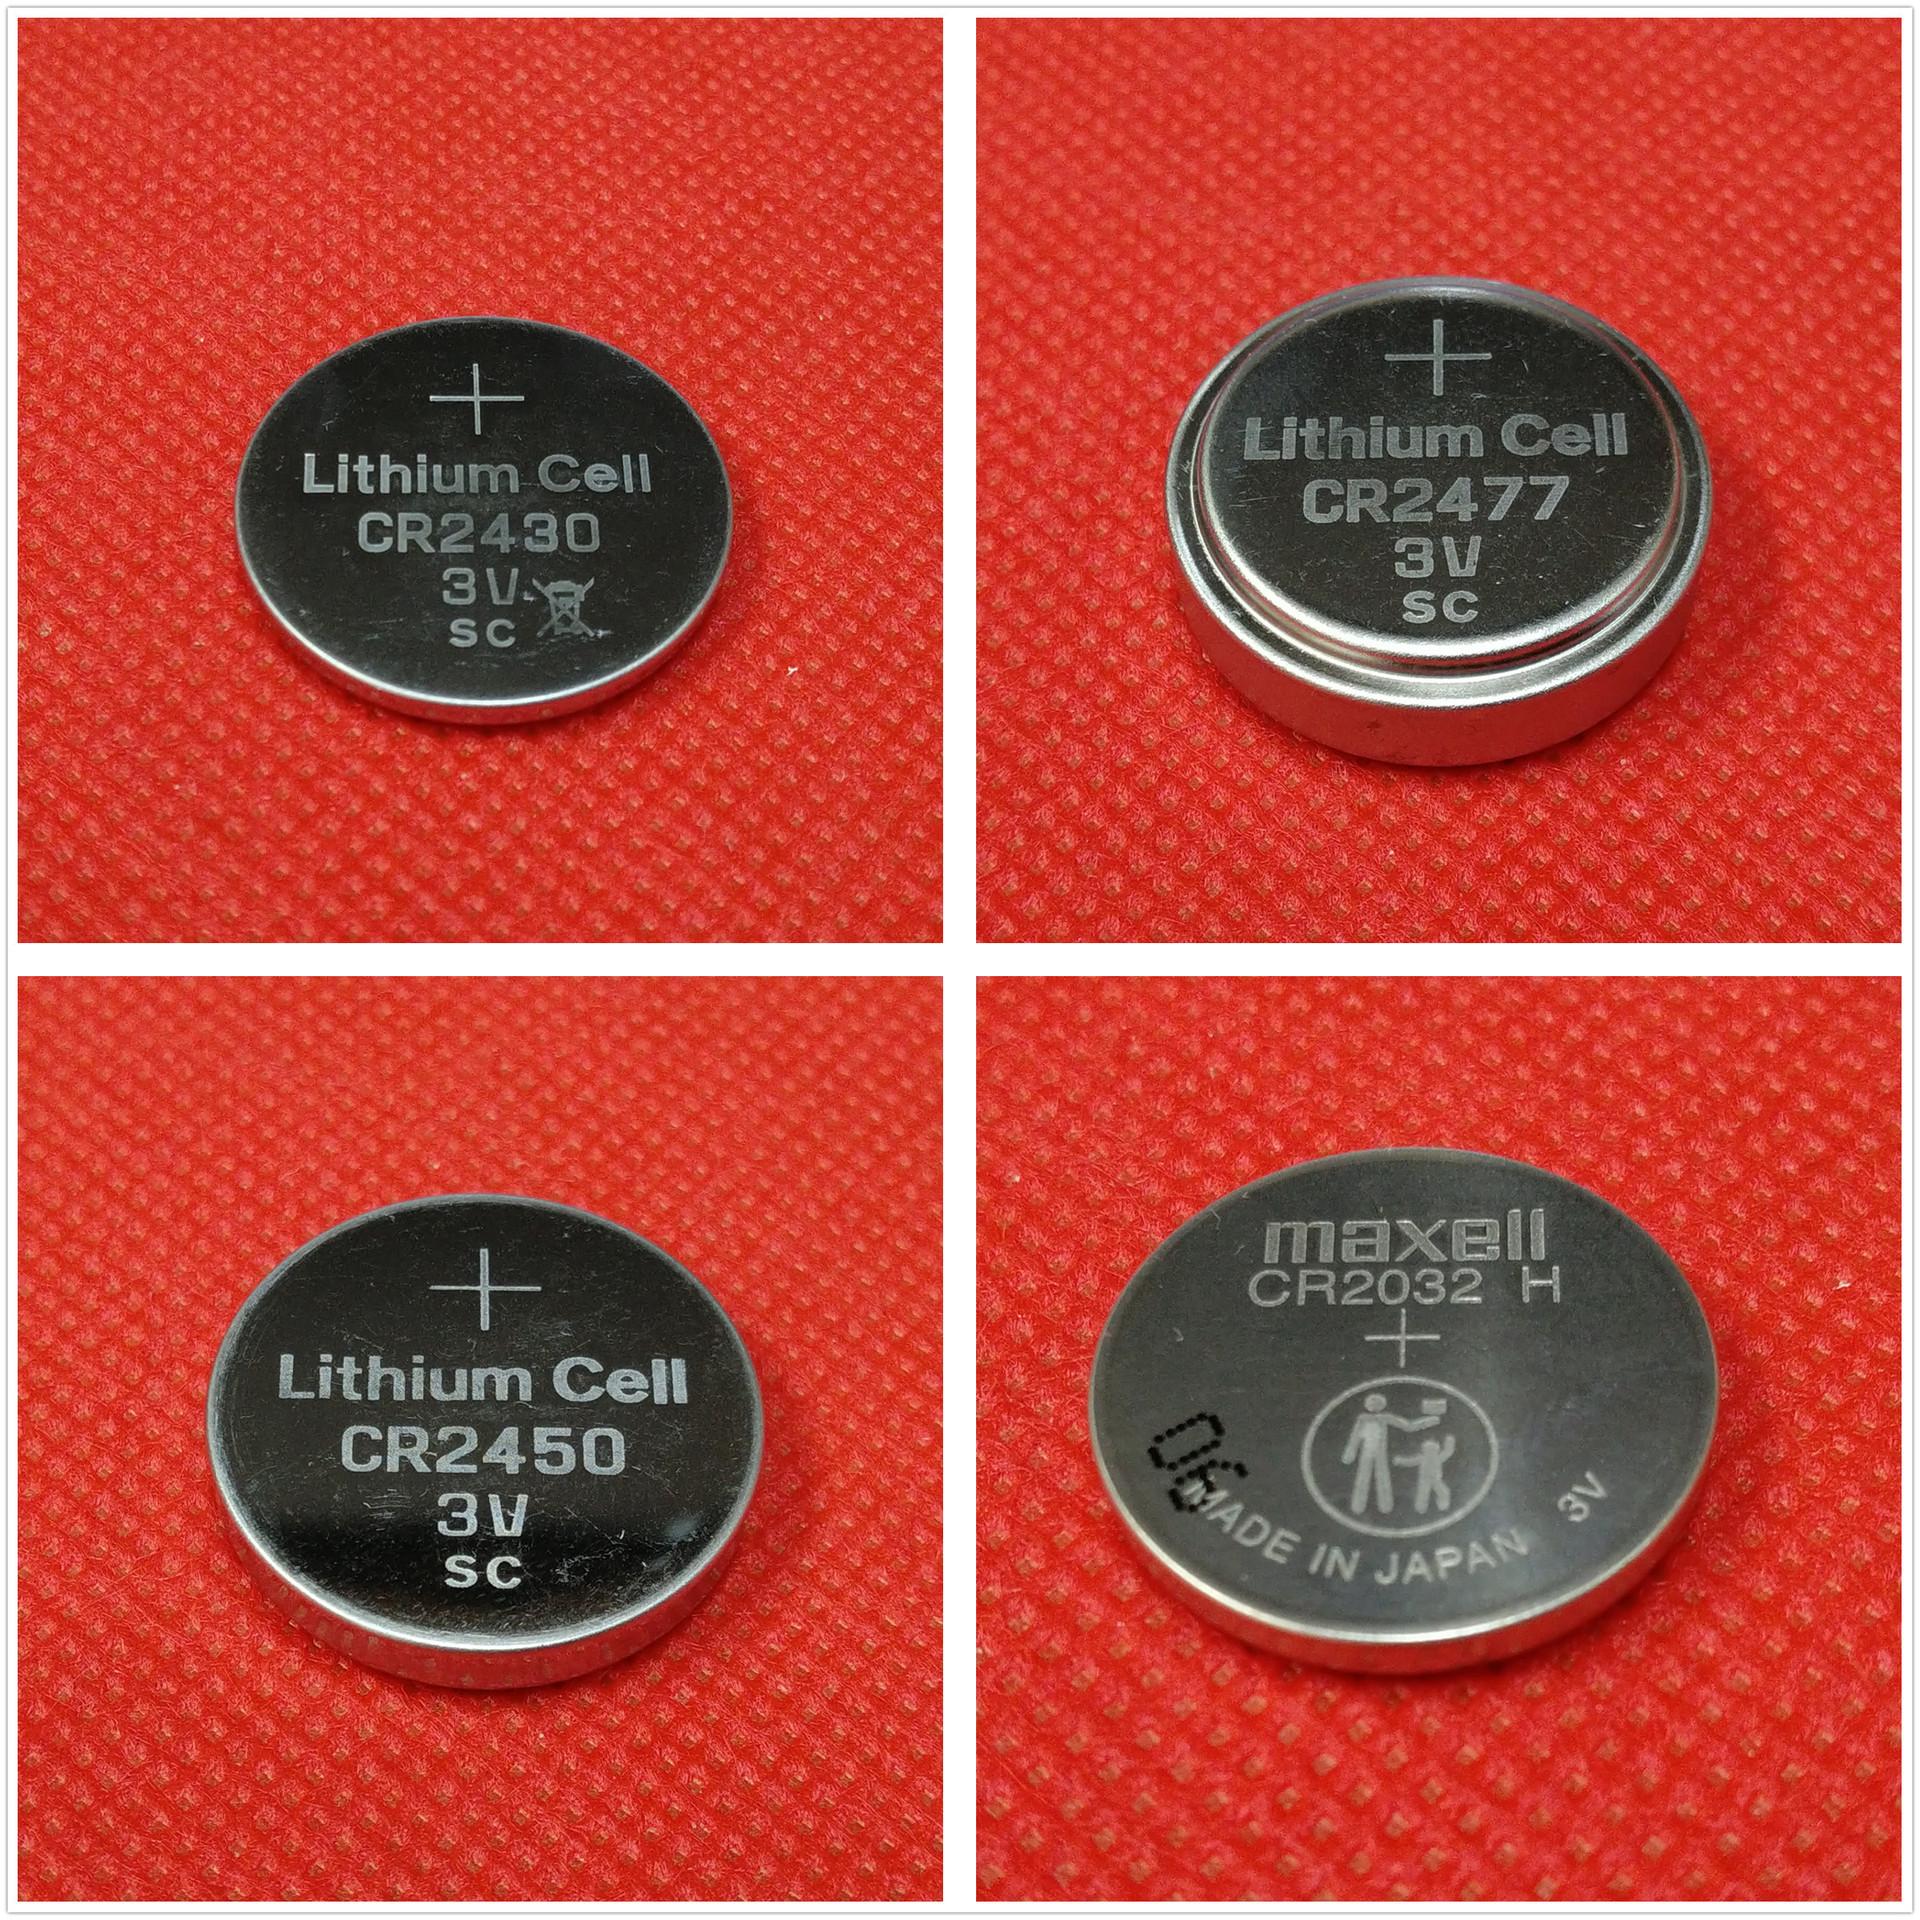 +
Lithium Cell
CR2430
3V
SC
+
Lithium Cell
CR2477
3V
SC
+
Lithium Cell
CR2450
3V
SC
maxell
CR2032 H
+
MADE IN JAPAN 3V